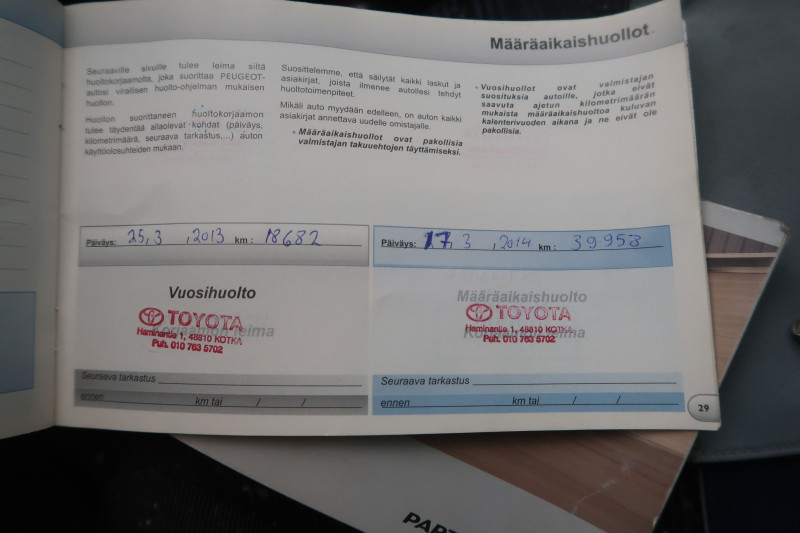 Määräaikaishuollot
Seuraaville sivuille tulee leima siltä
huoltokorjaamolta, joka suorittaa PEUGEOT-
autosi virallisen huolto-ohjelman mukaisen
huollon.
Huollon suorittaneen huoltokorjaamon
tulee täydentää allaolevat kohdat (päiväys,
kilometrimäärä, seuraava tarkastus,...) auton
käyttöolosuhteiden mukaan.
Suosittelemme, että säilytät kaikki laskut ja
asiakirjat, joista ilmenee autollesi tehdyt
huoltotoimenpiteet.
Mikäli auto myydään edelleen, on auton kaikki
asiakirjat annettava uudelle omistajalle.
• Määräaikaishuollot ovat pakollisia
valmistajan takuuehtojen täyttämiseksi.
• Vuosihuollot ovat valmistajan
suosituksia autoille, jotka eivät
saavuta ajetun kilometrimäärän
mukaista määräaikaishuoltoa kuluvan
kalenterivuoden aikana ja ne eivät ole
pakollisia.
Päiväys: 25.3 .2013 km: 18682
Vuosihuolto
TOYOTA
Korjaamon leima
Haminantie 1, 48810 KOTKA
Puh. 010 763 5702
Seuraava tarkastus
ennen km tai / /
Päiväys: 17.3 .2014 km: 39953
Määräaikaishuolto
TOYOTA
Haminantie 1, 48810 KOTKA
Korjaamon leima
Puh. 010 763 5702
Seuraava tarkastus
ennen km tai / /
29